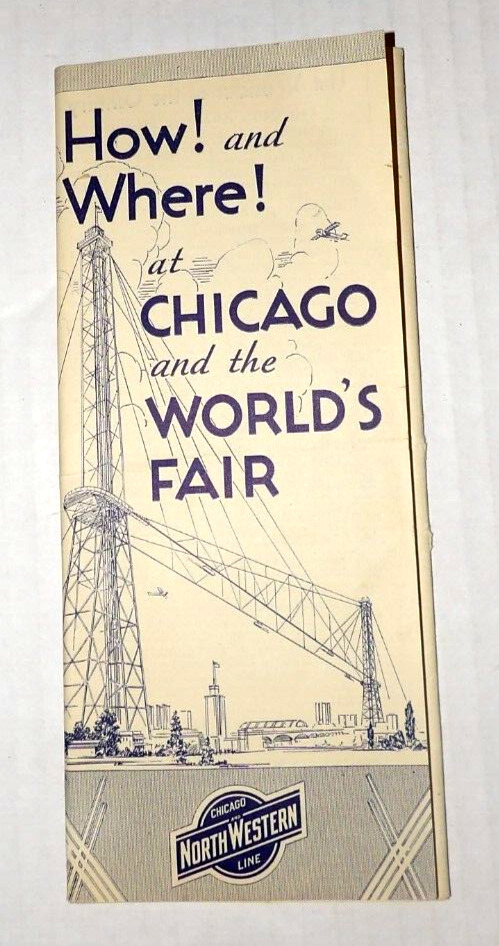 How! and
Where!
at
CHICAGO
and the
WORLD'S
FAIR
CHICAGO
AND
NORTH WESTERN
LINE